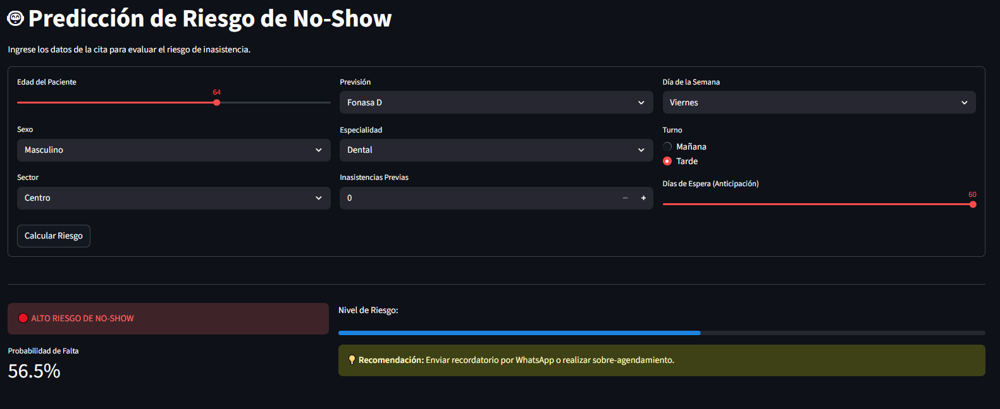 Predicción de Riesgo de No-Show
Ingrese los datos de la cita para evaluar el riesgo de inasistencia.
Edad del Paciente
64
Sexo
Masculino
Sector
Centro
Previsión
Fonasa D
Especialidad
Dental
Inasistencias Previas
0
Día de la Semana
Viernes
Turno
Mañana
Tarde
Días de Espera (Anticipación)
60
Calcular Riesgo
ALTO RIESGO DE NO-SHOW
Probabilidad de Falta
56.5%
Nivel de Riesgo:
Recomendación: Enviar recordatorio por WhatsApp o realizar sobre-agendamiento.